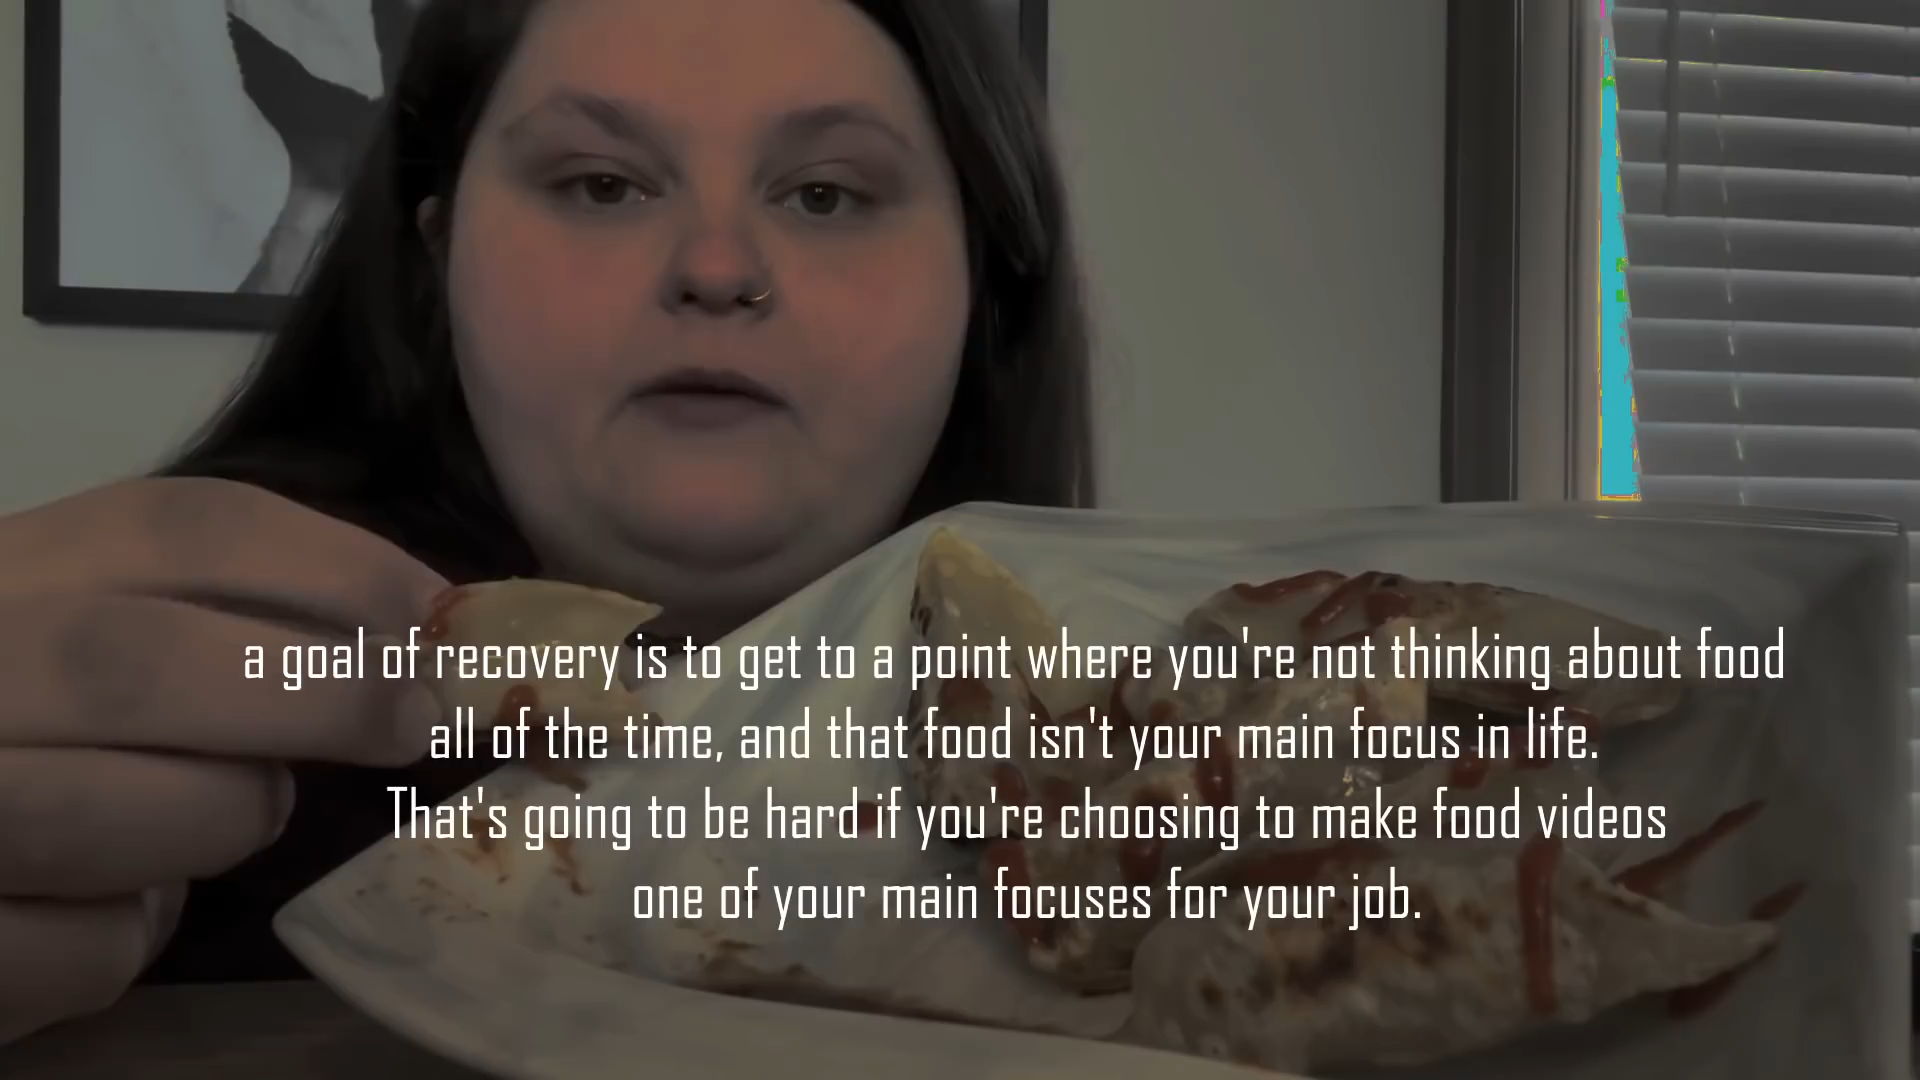 a goal of recovery is to get to a point where you're not thinking about food
all of the time, and that food isn't your main focus in life.
That's going to be hard if you're choosing to make food videos
one of your main focuses for your job.